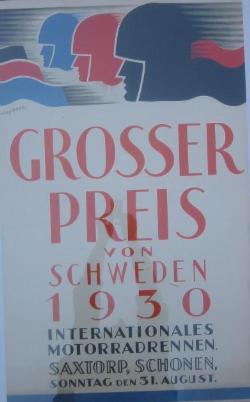 GROSSER
PREIS
VON
SCHWEDEN
1930
INTERNATIONALES
MOTORRADRENNEN.
SAXTORP, SCHONEN,
SONNTAG DEN 31. AUGUST.